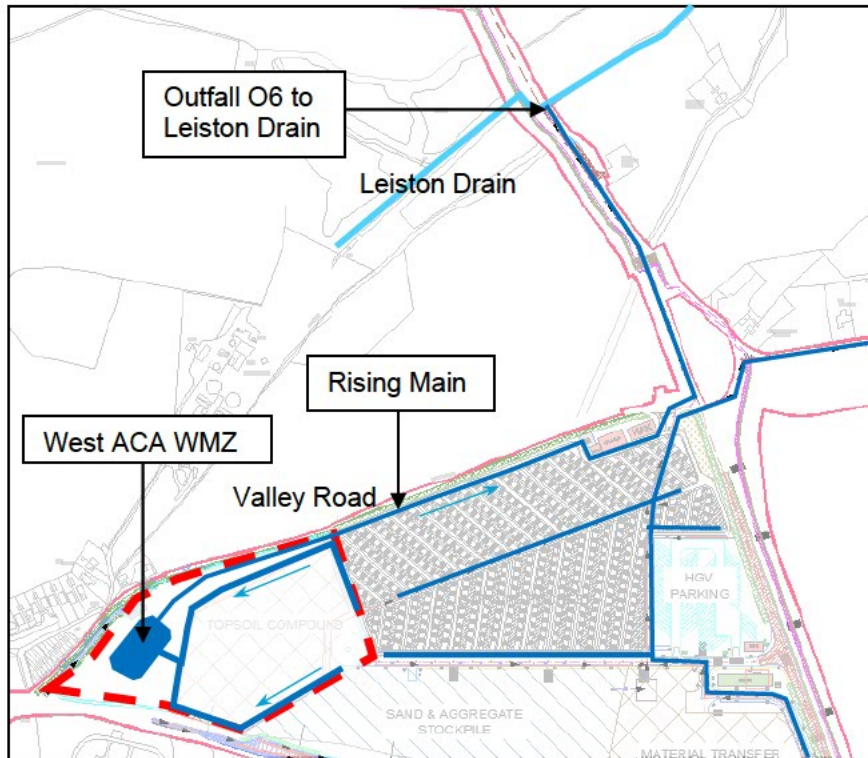 Outfall O6 to
Leiston Drain
Leiston Drain
Rising Main
West ACA WMZ
Valley Road
HGV
PARKING
TOPSOIL COMPOUND
SAND & AGGREGATE
STOCKPILE
MATERIAL TRANSFER